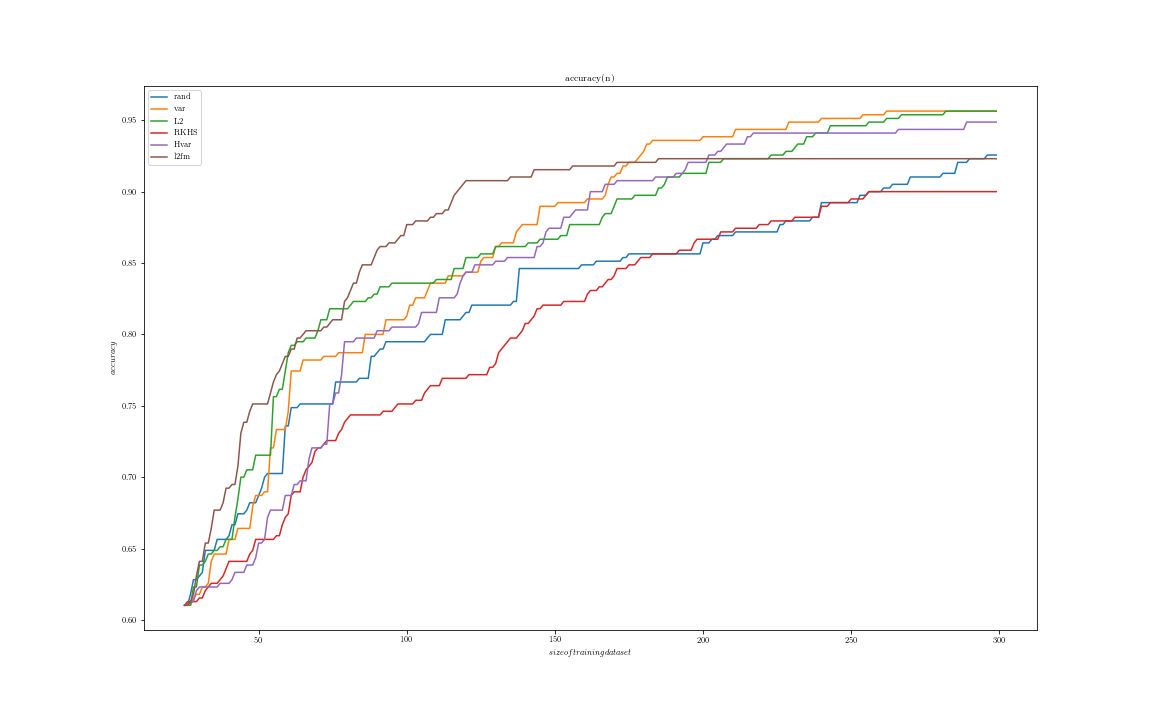 accuracy(n)
rand
var
L2
RKHS
Hvar
l2fm
accuracy
0.95
0.90
0.85
0.80
0.75
0.70
0.65
0.60
50 100 150 200 250 300
sizeoftrainingdataset